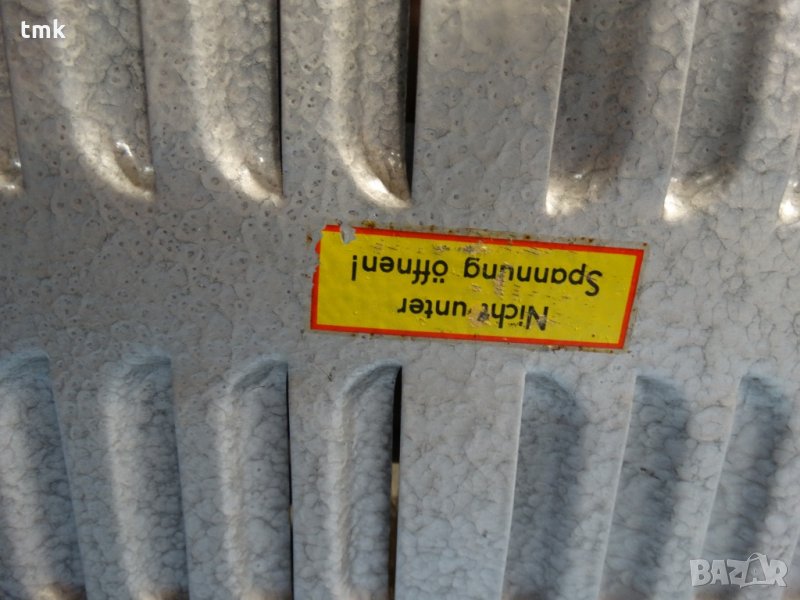 tmk
Nicht unter
Spannung öffnen!
BAZAR